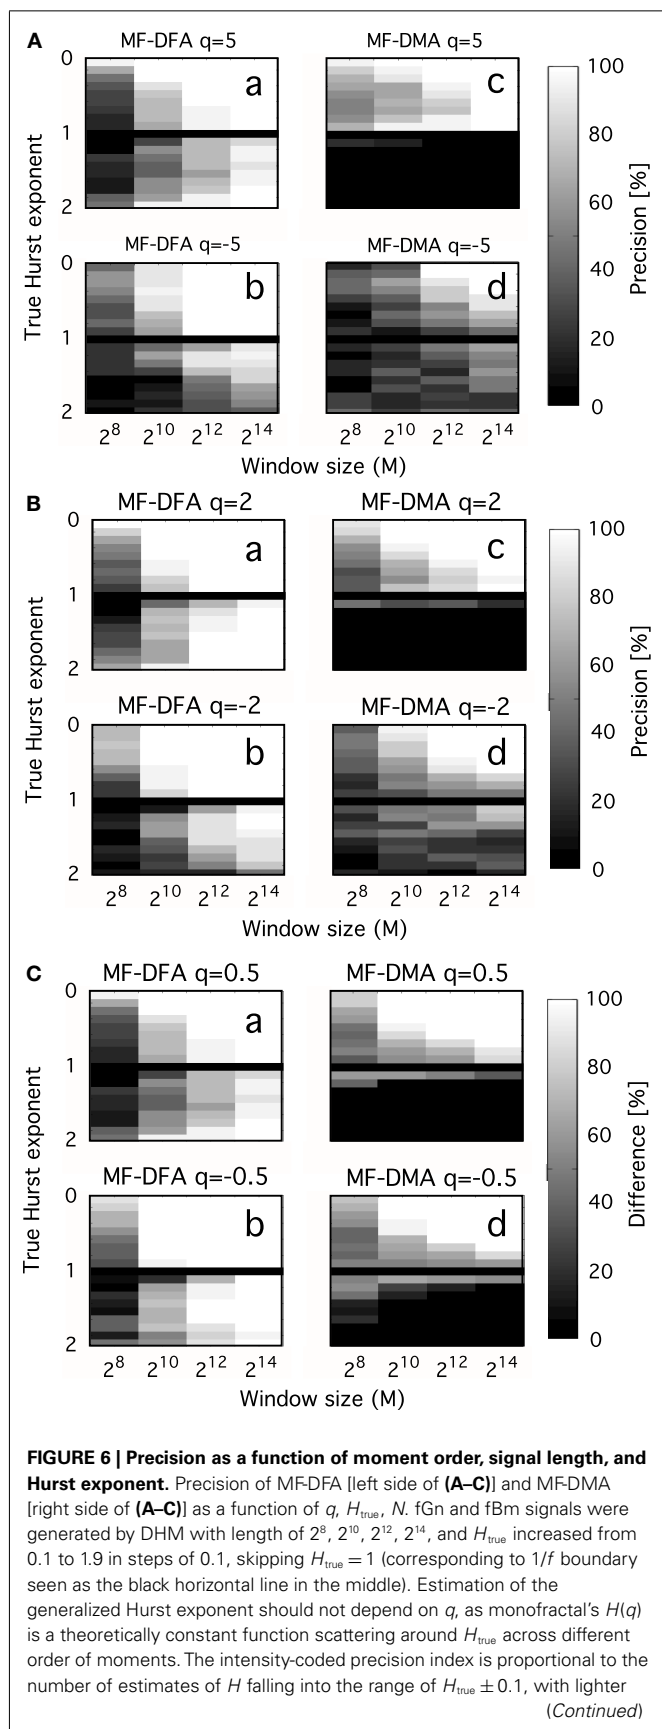 A
MF-DFA q=5
MF-DMA q=5
0
1
2
a
c
MF-DFA q=-5
MF-DMA q=-5
0
1
2
b
d
True Hurst exponent
2^8 2^10 2^12 2^14
2^8 2^10 2^12 2^14
Window size (M)
100
80
60
40
20
0
Precision [%]
B
MF-DFA q=2
MF-DMA q=2
0
1
2
a
c
MF-DFA q=-2
MF-DMA q=-2
0
1
2
b
d
True Hurst exponent
2^8 2^10 2^12 2^14
2^8 2^10 2^12 2^14
Window size (M)
100
80
60
40
20
0
Precision [%]
C
MF-DFA q=0.5
MF-DMA q=0.5
0
1
2
a
c
MF-DFA q=-0.5
MF-DMA q=-0.5
0
1
2
b
d
True Hurst exponent
2^8 2^10 2^12 2^14
2^8 2^10 2^12 2^14
Window size (M)
100
80
60
40
20
0
Difference [%]
FIGURE 6 | Precision as a function of moment order, signal length, and
Hurst exponent. Precision of MF-DFA [left side of (A–C)] and MF-DMA
[right side of (A–C)] as a function of q, H_true, N. fGn and fBm signals were
generated by DHM with length of 2^8, 2^10, 2^12, 2^14, and H_true increased from
0.1 to 1.9 in steps of 0.1, skipping H_true = 1 (corresponding to 1/f boundary
seen as the black horizontal line in the middle). Estimation of the
generalized Hurst exponent should not depend on q, as monofractal's H(q)
is a theoretically constant function scattering around H_true across different
order of moments. The intensity-coded precision index is proportional to the
number of estimates of H falling into the range of H_true ± 0.1, with lighter
(Continued)